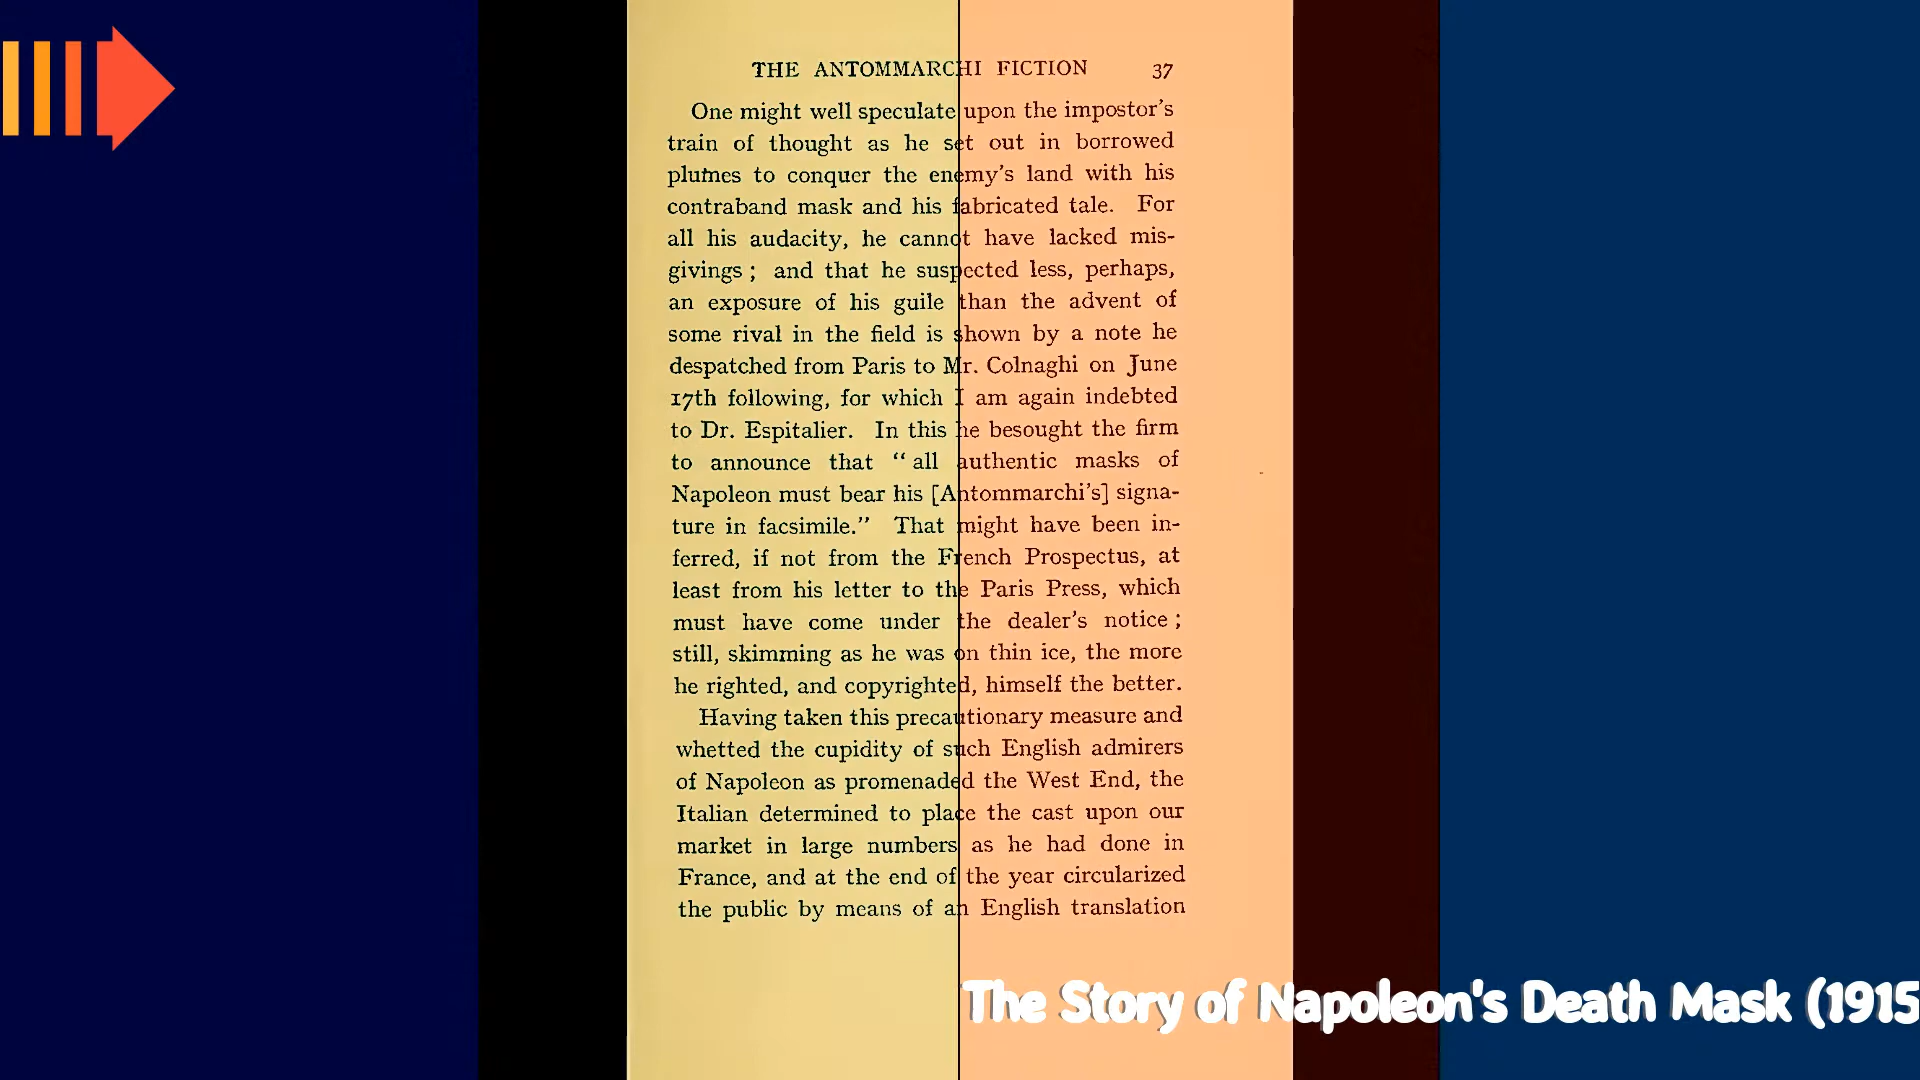 THE ANTOMMARCHI FICTION 37
One might well speculate upon the impostor's
train of thought as he set out in borrowed
plumes to conquer the enemy's land with his
contraband mask and his fabricated tale. For
all his audacity, he cannot have lacked mis-
givings ; and that he suspected less, perhaps,
an exposure of his guile than the advent of
some rival in the field is shown by a note he
despatched from Paris to Mr. Colnaghi on June
17th following, for which I am again indebted
to Dr. Espitalier. In this he besought the firm
to announce that “ all authentic masks of
Napoleon must bear his [Antommarchi's] signa-
ture in facsimile.” That might have been in-
ferred, if not from the French Prospectus, at
least from his letter to the Paris Press, which
must have come under the dealer's notice ;
still, skimming as he was on thin ice, the more
he righted, and copyrighted, himself the better.
Having taken this precautionary measure and
whetted the cupidity of such English admirers
of Napoleon as promenaded the West End, the
Italian determined to place the cast upon our
market in large numbers as he had done in
France, and at the end of the year circularized
the public by means of an English translation
The Story of Napoleon's Death Mask (1915